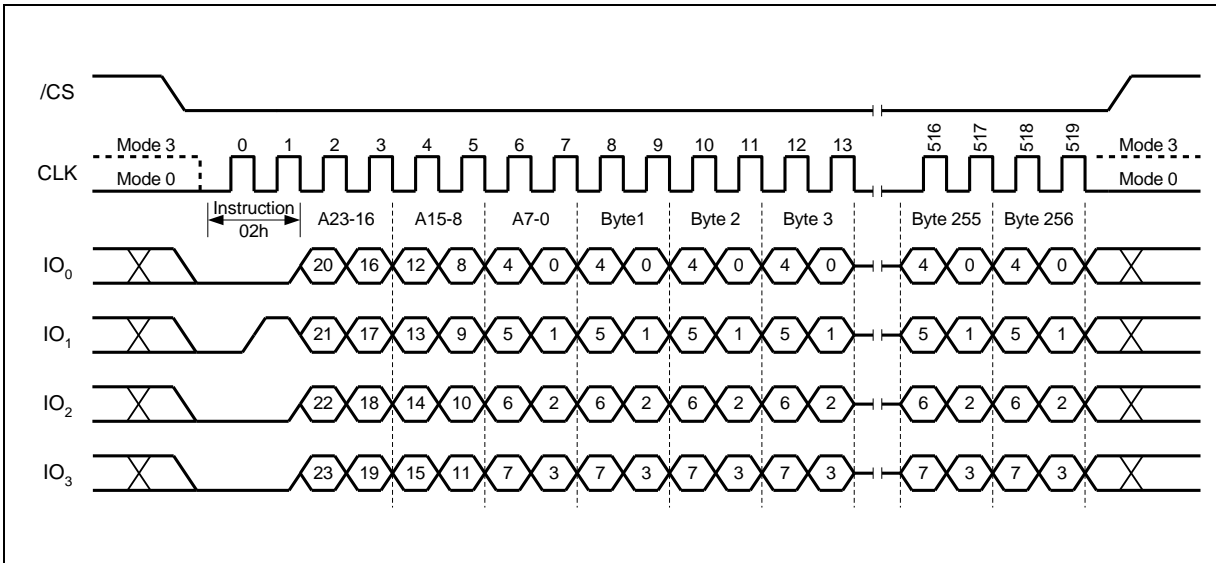 /CS
Mode 3 0 1 2 3 4 5 6 7 8 9 10 11 12 13 516 517 518 519 Mode 3
CLK
Mode 0 Mode 0
Instruction A23-16 A15-8 A7-0 Byte1 Byte 2 Byte 3 Byte 255 Byte 256
02h
IO0 20 16 12 8 4 0 4 0 4 0 4 0 4 0 4 0
IO1 21 17 13 9 5 1 5 1 5 1 5 1 5 1 5 1
IO2 22 18 14 10 6 2 6 2 6 2 6 2 6 2 6 2
IO3 23 19 15 11 7 3 7 3 7 3 7 3 7 3 7 3